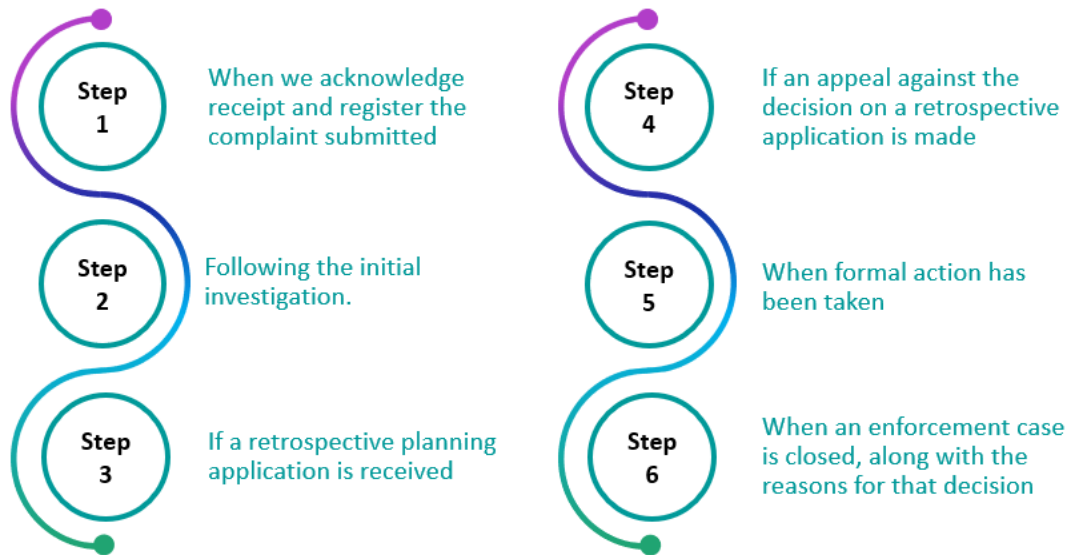 Step
1
When we acknowledge
receipt and register the
complaint submitted
Step
2
Following the initial
investigation.
Step
3
If a retrospective planning
application is received
Step
4
If an appeal against the
decision on a retrospective
application is made
Step
5
When formal action has
been taken
Step
6
When an enforcement case
is closed, along with the
reasons for that decision